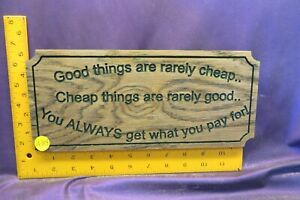 Good things are rarely cheap..
Cheap things are rarely good..
You ALWAYS get what you pay for!